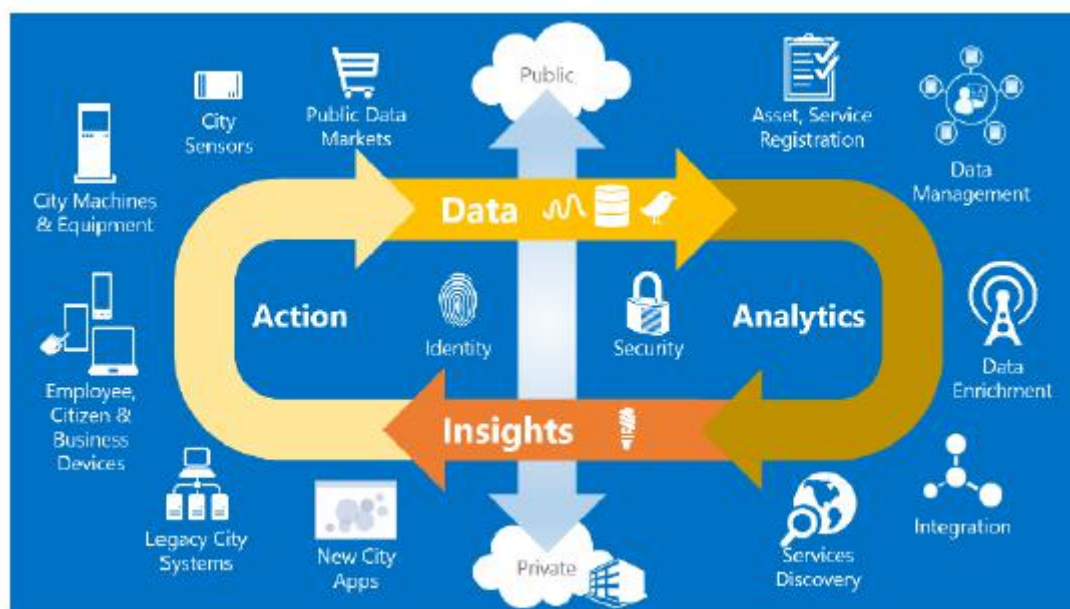 Public
City
Sensors
Public Data
Markets
Asset, Service
Registration
City Machines
& Equipment
Data
Management
Data
Action
Identity
Security
Analytics
Employee,
Citizen &
Business
Devices
Data
Enrichment
Insights
Legacy City
Systems
New City
Apps
Private
Services
Discovery
Integration